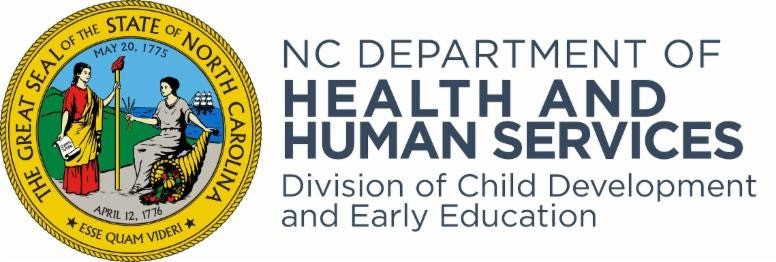 THE GREAT SEAL OF THE STATE OF NORTH CAROLINA
MAY 20, 1775
APRIL 12, 1776
★ ESSE QUAM VIDERI ★
NC DEPARTMENT OF
HEALTH AND
HUMAN SERVICES
Division of Child Development
and Early Education